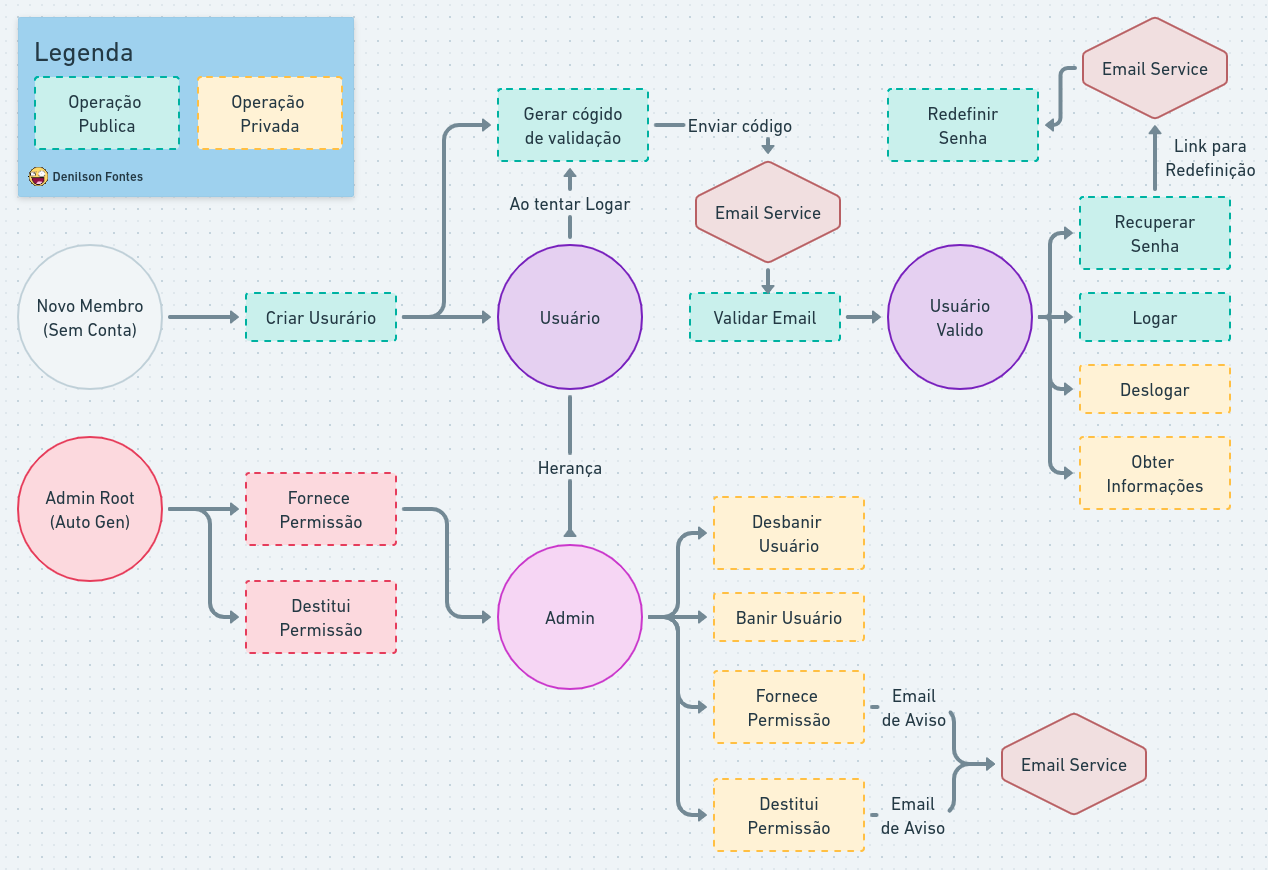 Legenda
Operação
Publica
Operação
Privada
Denilson Fontes
Gerar cógido
de validação
Enviar código
Redefinir
Senha
Email Service
Link para
Redefinição
Ao tentar Logar
Email Service
Recuperar
Senha
Novo Membro
(Sem Conta)
Criar Usurário
Usuário
Validar Email
Usuário
Valido
Logar
Deslogar
Obter
Informações
Herança
Admin Root
(Auto Gen)
Fornece
Permissão
Destitui
Permissão
Admin
Desbanir
Usuário
Banir Usuário
Fornece
Permissão
Email
de Aviso
Email Service
Destitui
Permissão
Email
de Aviso